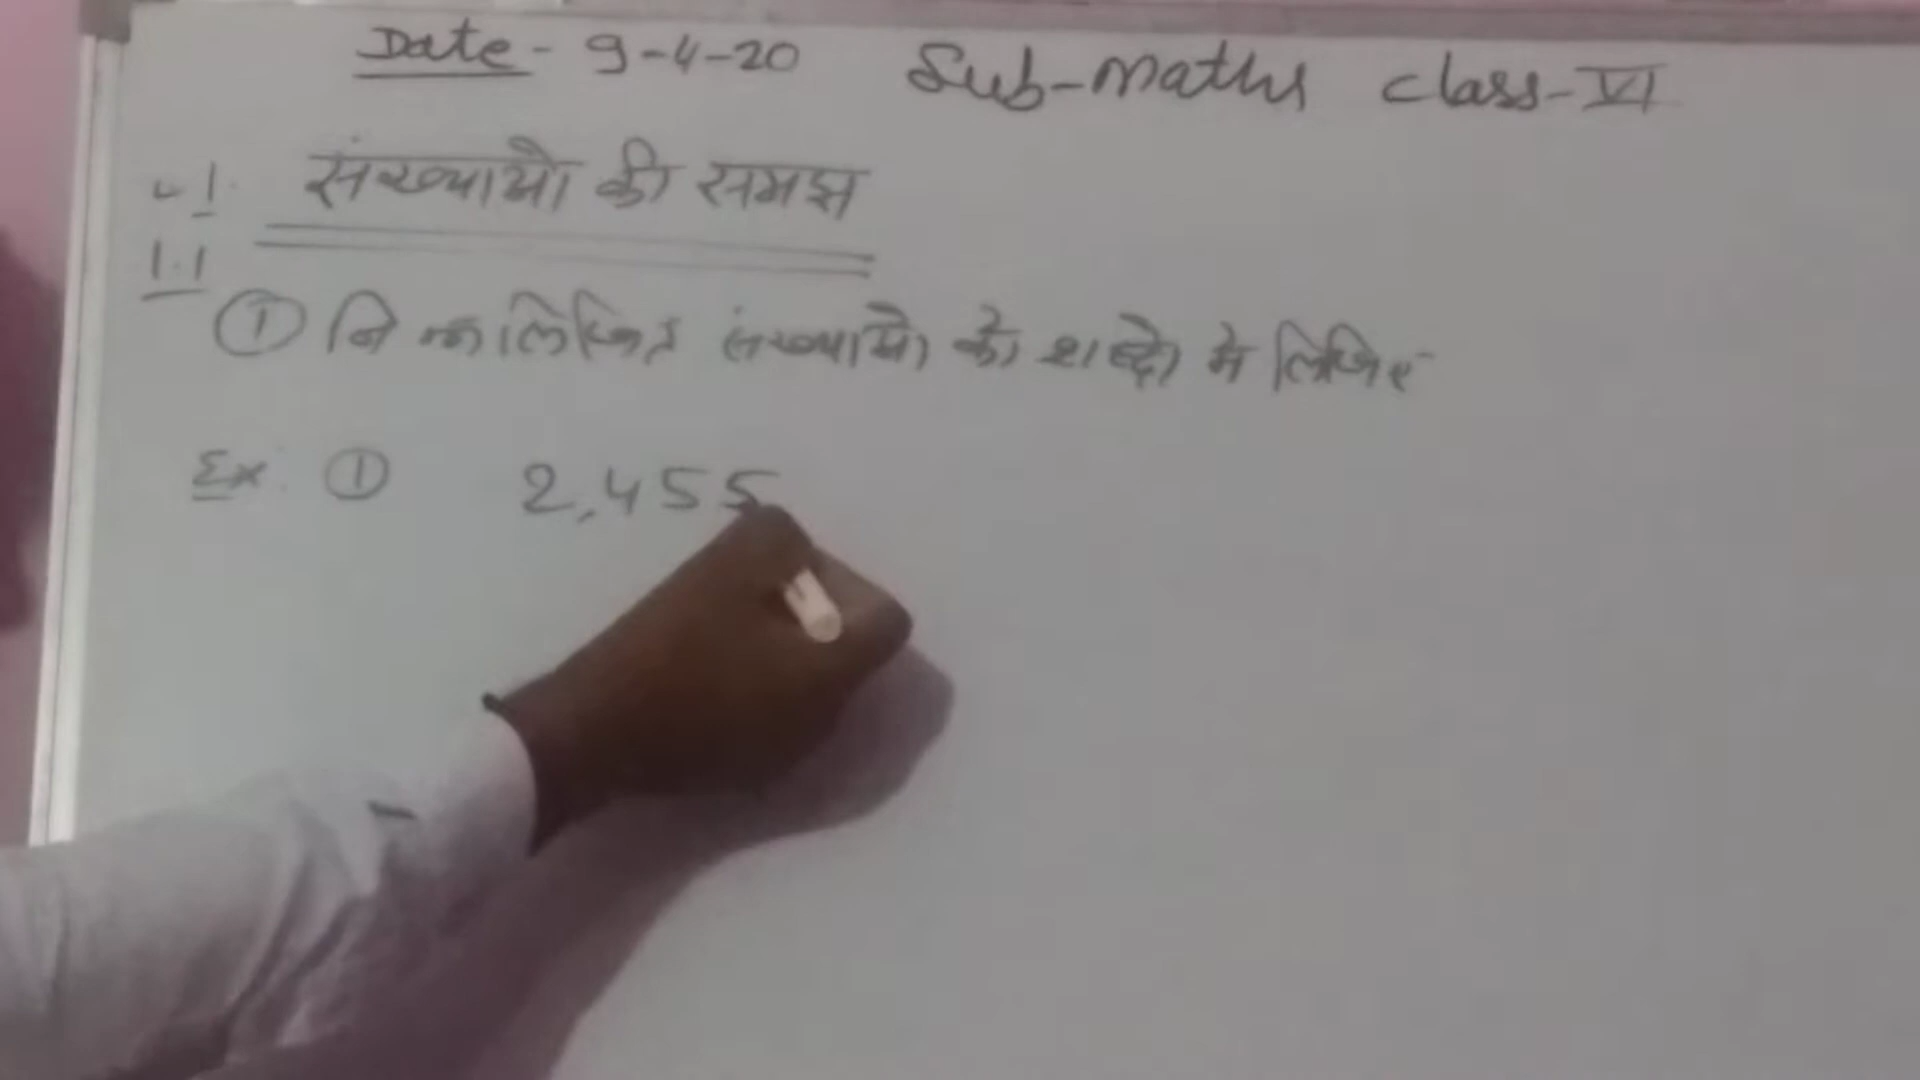 Date - 9-4-20 Sub-Maths Class-VI
1. संख्यायो की समझ
1.1
① निम्नलिखित संख्यायो को शब्दो मे लिखिए
Ex. ① 2,455